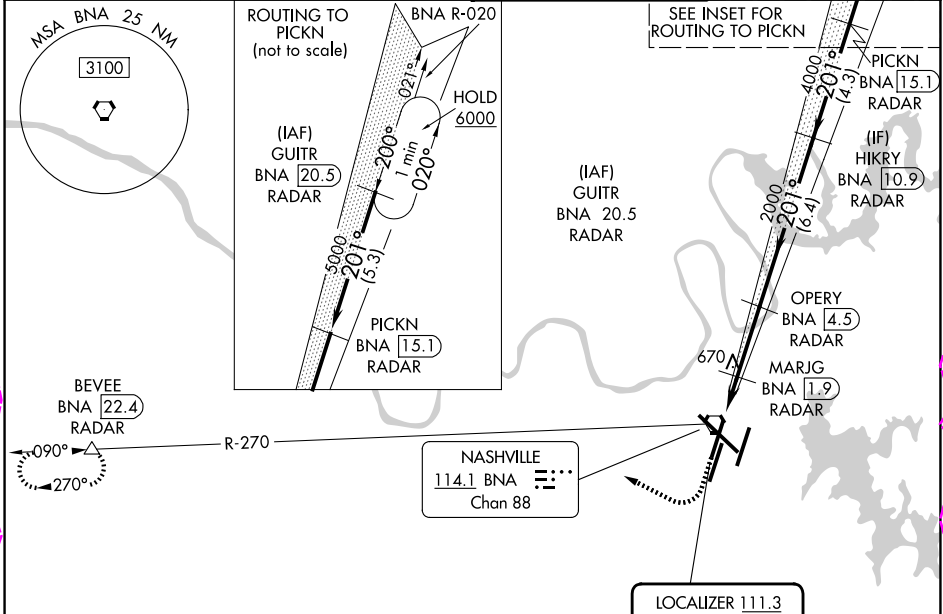 MSA BNA 25 NM
3100
ROUTING TO
PICKN
(not to scale)
BNA R-020
021°
HOLD
6000
(IAF)
GUITR
BNA 20.5
RADAR
200°
1 min
020°
5000
201°
(5.3)
PICKN
BNA 15.1
RADAR
SEE INSET FOR
ROUTING TO PICKN
4000
201°
(4.3)
PICKN
BNA 15.1
RADAR
(IF)
HIKRY
BNA 10.9
RADAR
(IAF)
GUITR
BNA 20.5
RADAR
2000
201°
(6.4)
OPERY
BNA 4.5
RADAR
670
MARJG
BNA 1.9
RADAR
BEVEE
BNA 22.4
RADAR
090°
270°
R-270
NASHVILLE
114.1 BNA
Chan 88
LOCALIZER 111.3